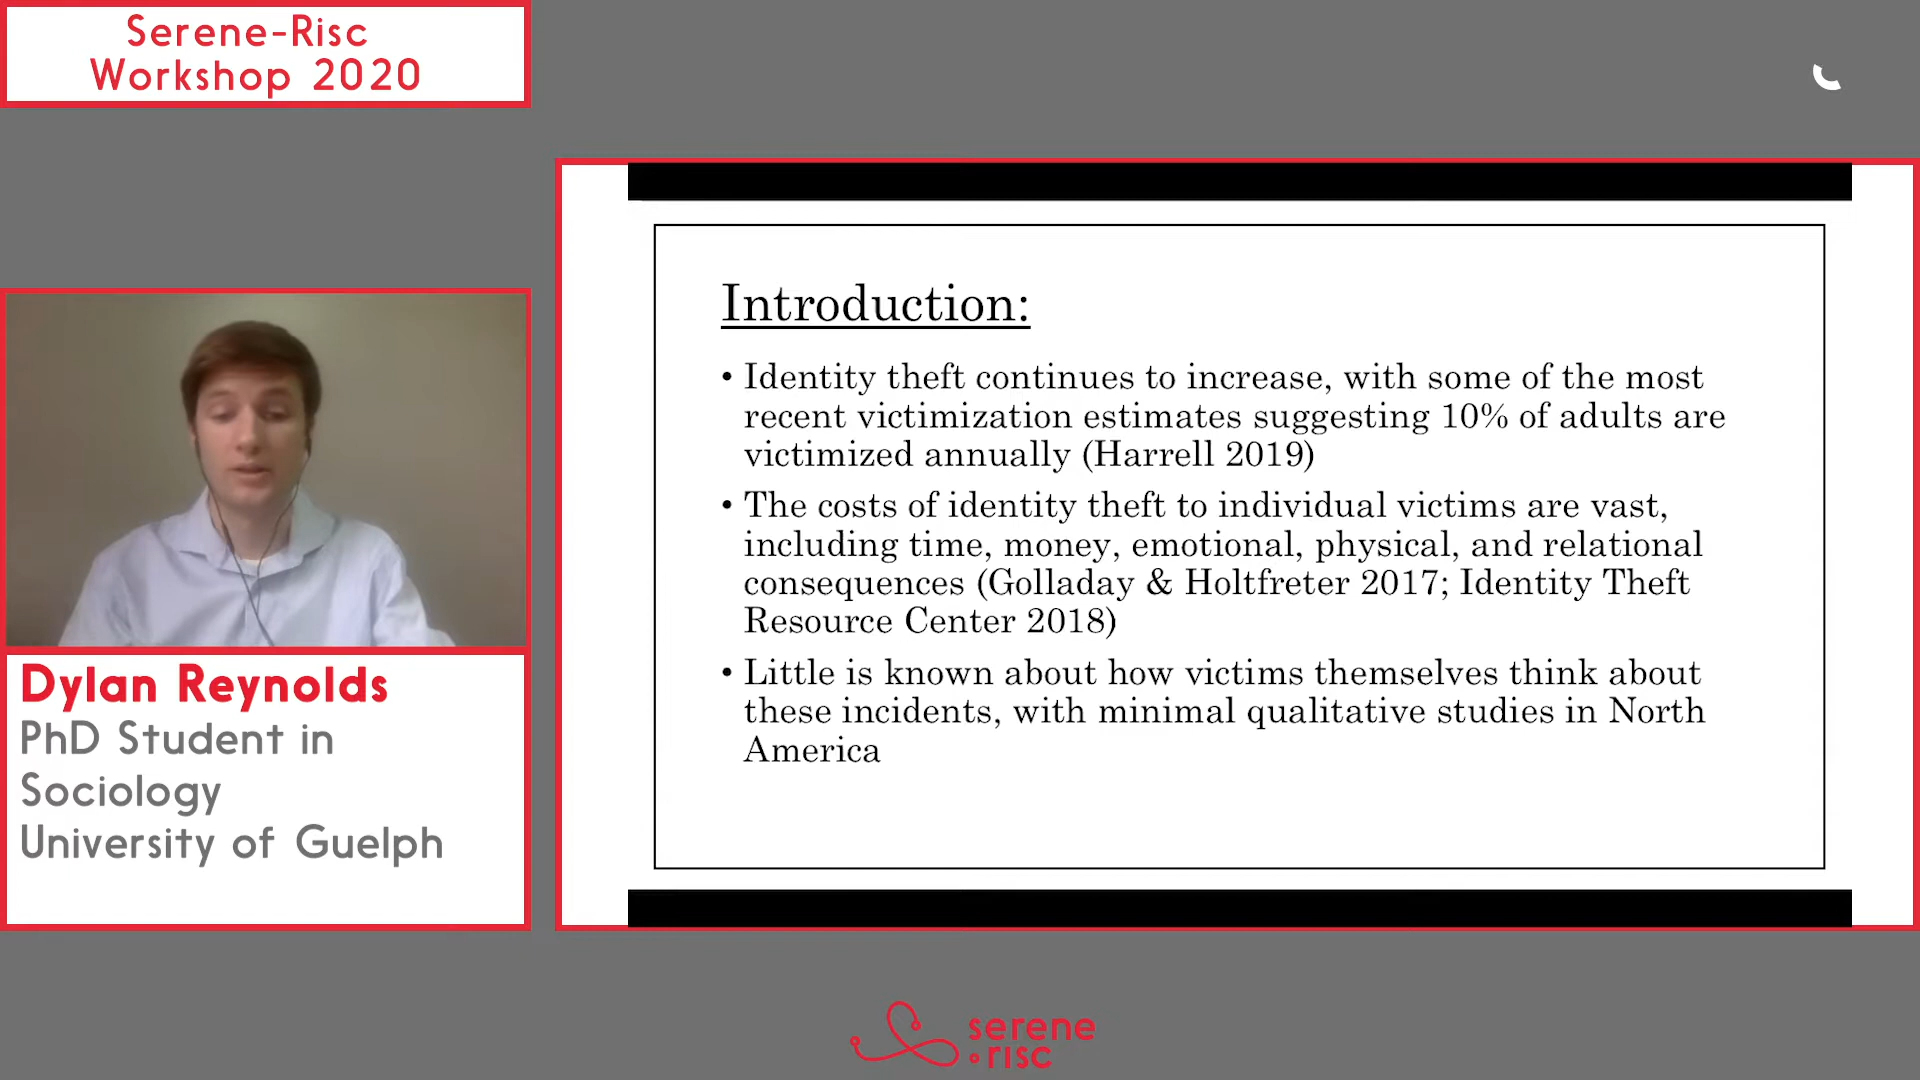 Serene-Risc
Workshop 2020
Introduction:
• Identity theft continues to increase, with some of the most
recent victimization estimates suggesting 10% of adults are
victimized annually (Harrell 2019)
• The costs of identity theft to individual victims are vast,
including time, money, emotional, physical, and relational
consequences (Golladay & Holtfreter 2017; Identity Theft
Resource Center 2018)
• Little is known about how victims themselves think about
these incidents, with minimal qualitative studies in North
America
Dylan Reynolds
PhD Student in
Sociology
University of Guelph
serene
risc